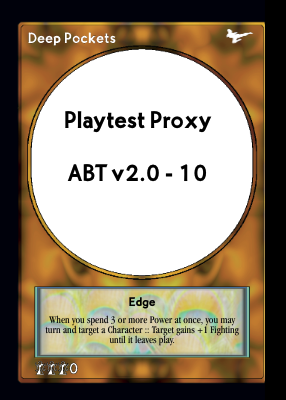 Deep Pockets
Playtest Proxy
ABT v2.0 - 10
Edge
When you spend 3 or more Power at once, you may
turn and target a Character :: Target gains +1 Fighting
until it leaves play.
1110